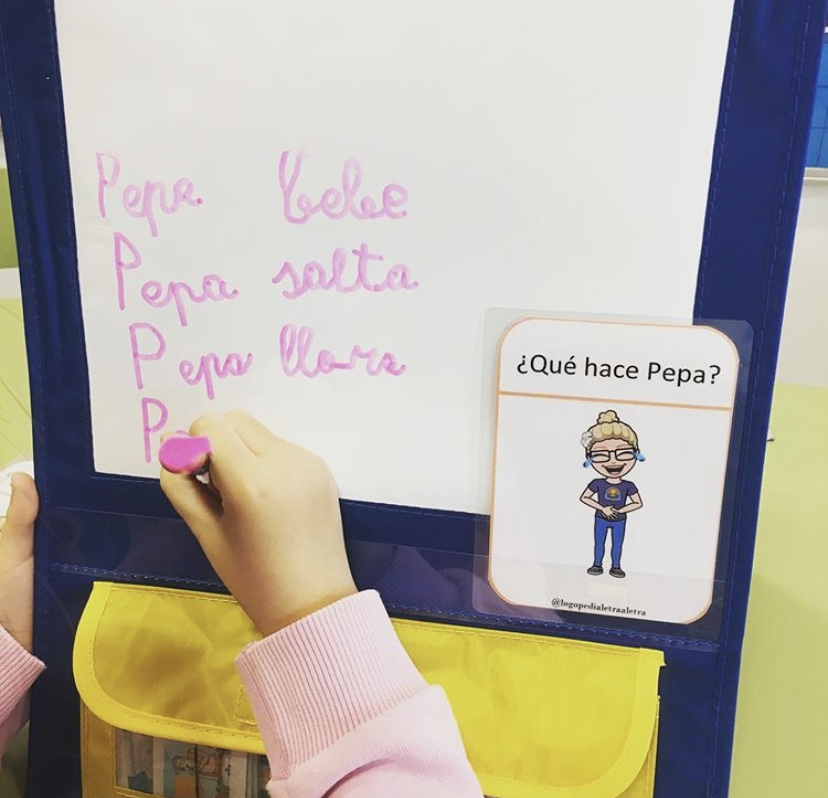 Pepa bebe
Pepa salta
Pepa llora
P
¿Qué hace Pepa?
@logopedialetraaletra